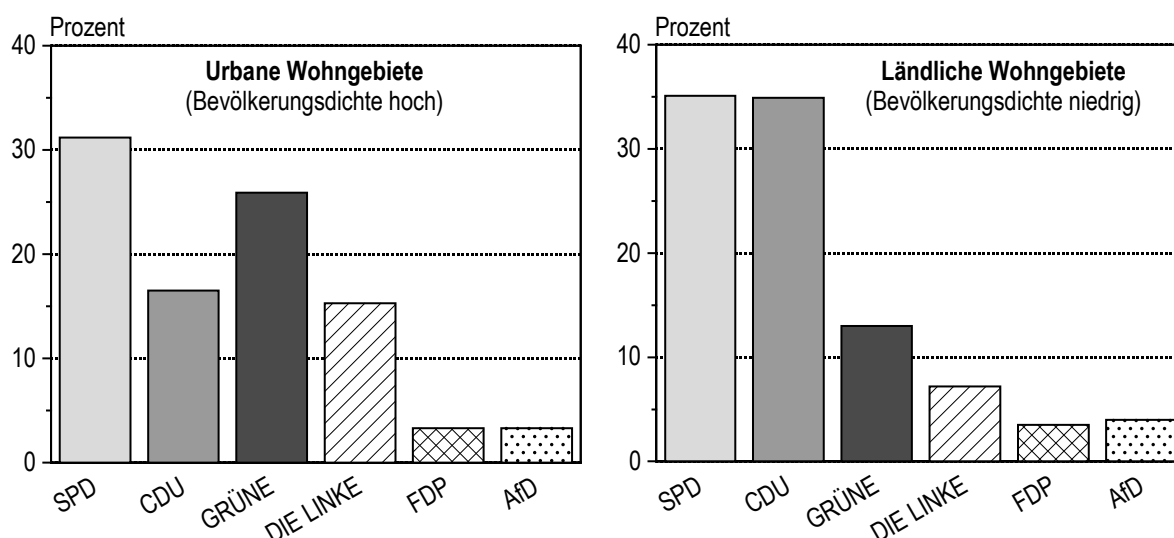 Prozent
40
30
20
10
0
Urbane Wohngebiete
(Bevölkerungsdichte hoch)
SPD
CDU
GRÜNE
DIE LINKE
FDP
AfD
Prozent
40
30
20
10
0
Ländliche Wohngebiete
(Bevölkerungsdichte niedrig)
SPD
CDU
GRÜNE
DIE LINKE
FDP
AfD